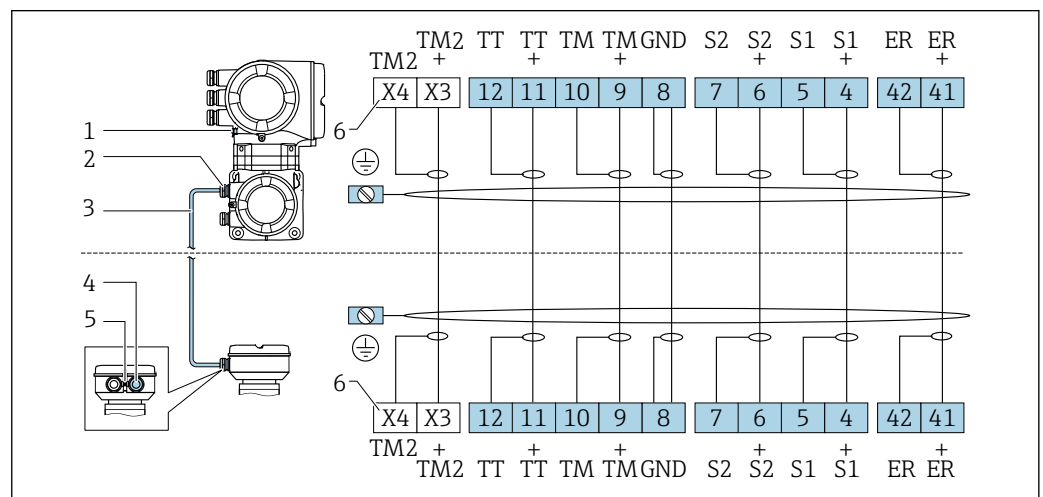 TM2 TT TT TM TM GND S2 S2 S1 S1 ER ER
TM2 + + + + + +
X4 X3 12 11 10 9 8 7 6 5 4 42 41
6
1
2
3
4
5
6
X4 X3 12 11 10 9 8 7 6 5 4 42 41
TM2 + + + + + +
TM2 TT TT TM TM GND S2 S2 S1 S1 ER ER